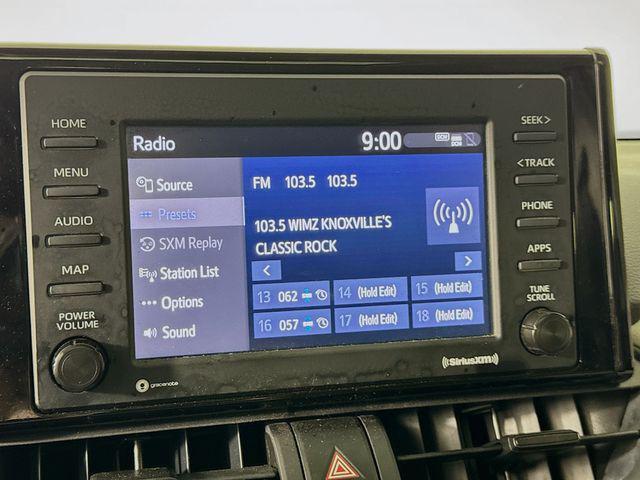 HOME
MENU
AUDIO
MAP
POWER
VOLUME
Radio
9:00
GCH
DCM
Source
Presets
SXM Replay
Station List
Options
Sound
FM 103.5 103.5
103.5 WIMZ KNOXVILLE'S
CLASSIC ROCK
<
>
13 062
14 (Hold Edit)
15 (Hold Edit)
16 057
17 (Hold Edit)
18 (Hold Edit)
SEEK >
< TRACK
PHONE
APPS
TUNE
SCROLL
gracenote
((SiriusXM))